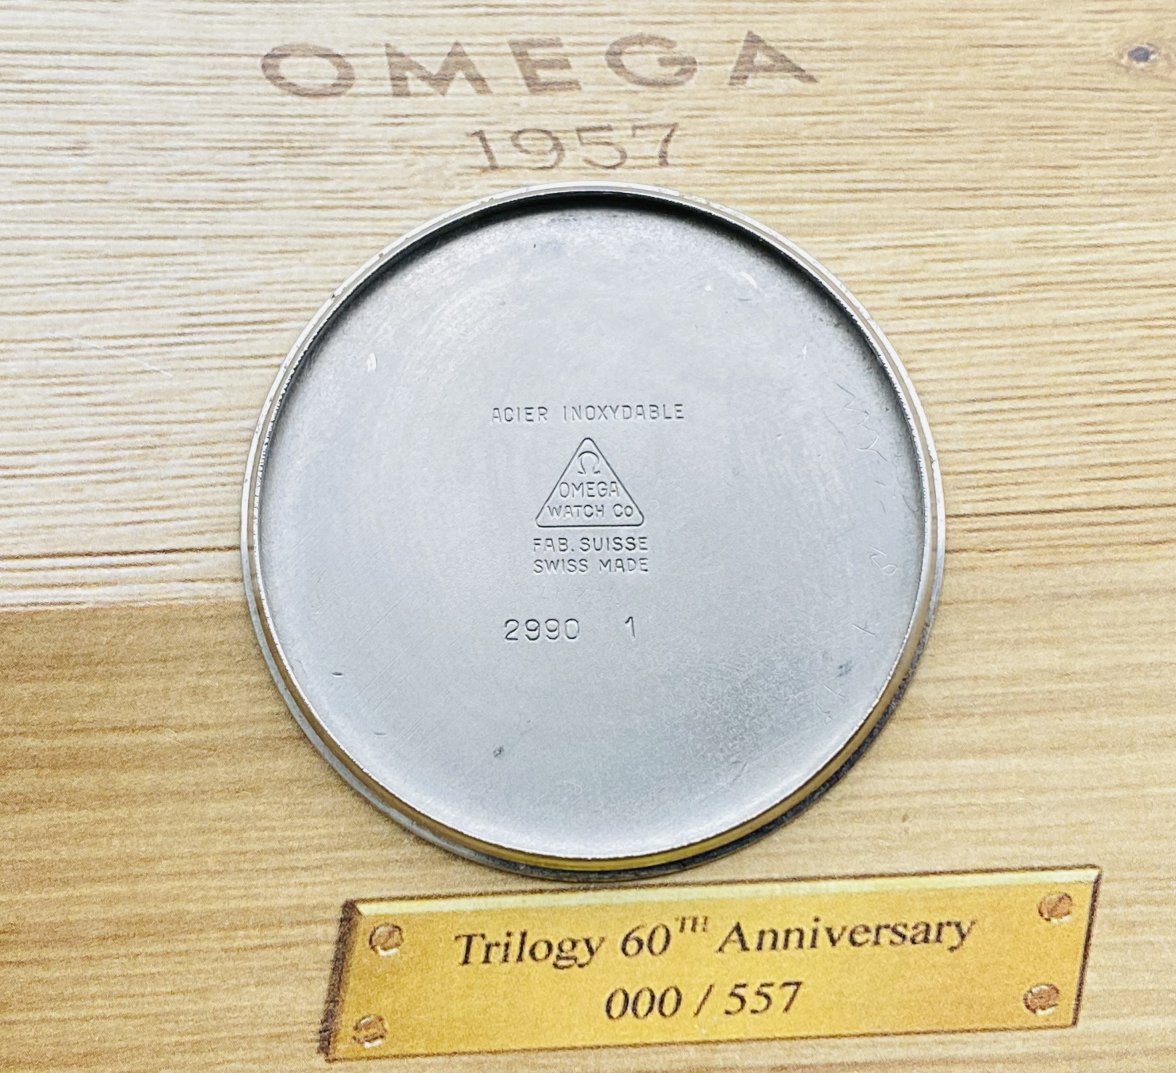 OMEGA
1957
ACIER INOXYDABLE
Ω
OMEGA
WATCH Co
FAB. SUISSE
SWISS MADE
2990 1
Trilogy 60TH Anniversary
000 / 557